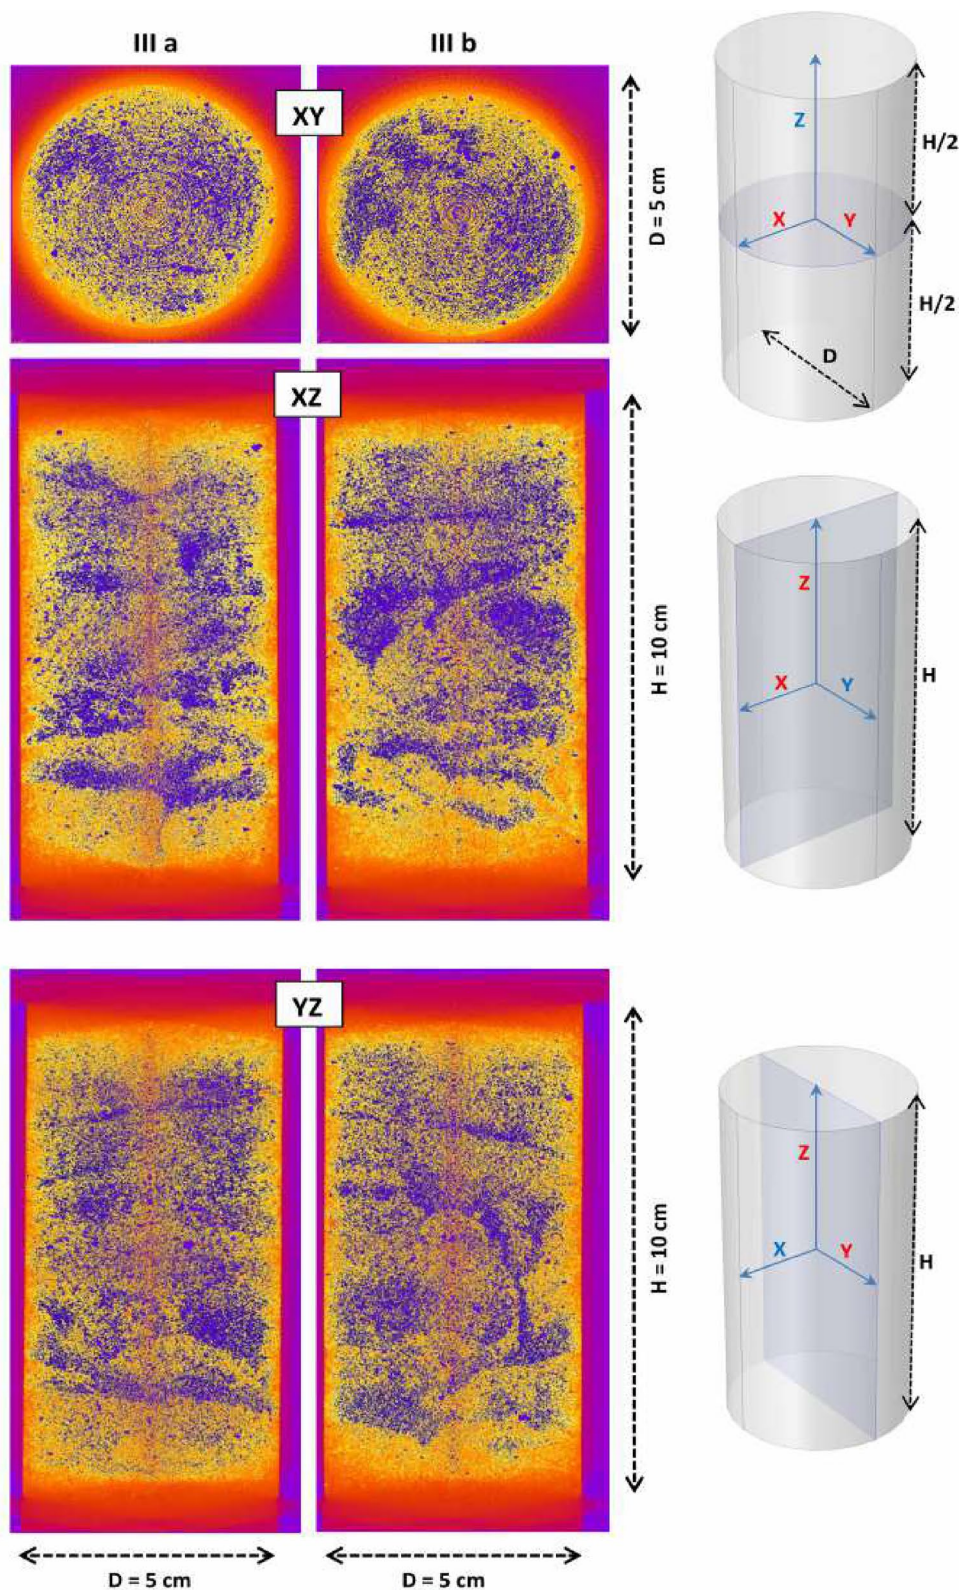 III a
III b
XY
D = 5 cm
Z
X
Y
H/2
H/2
D
XZ
H = 10 cm
Z
X
Y
H
YZ
H = 10 cm
Z
X
Y
H
D = 5 cm
D = 5 cm